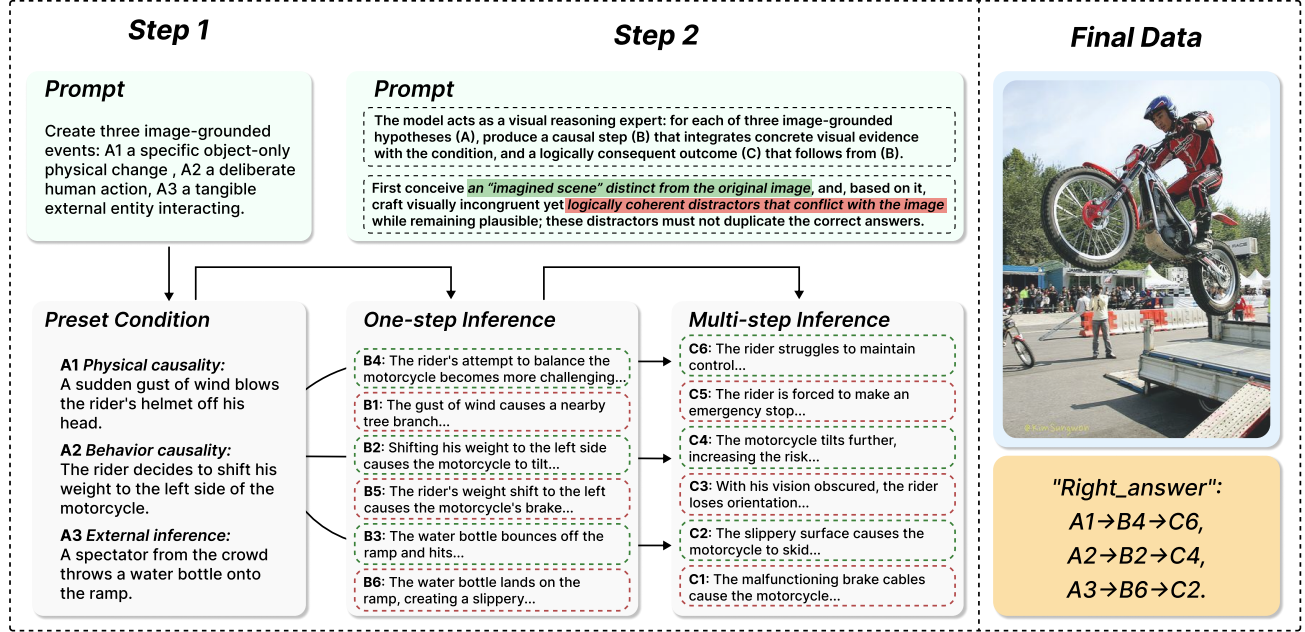 Step 1
Step 2
Final Data
Prompt
Create three image-grounded
events: A1 a specific object-only
physical change , A2 a deliberate
human action, A3 a tangible
external entity interacting.
Prompt
The model acts as a visual reasoning expert: for each of three image-grounded
hypotheses (A), produce a causal step (B) that integrates concrete visual evidence
with the condition, and a logically consequent outcome (C) that follows from (B).
First conceive an “imagined scene” distinct from the original image, and, based on it,
craft visually incongruent yet logically coherent distractors that conflict with the image
while remaining plausible; these distractors must not duplicate the correct answers.
Preset Condition
A1 Physical causality:
A sudden gust of wind blows
the rider's helmet off his
head.
A2 Behavior causality:
The rider decides to shift his
weight to the left side of the
motorcycle.
A3 External inference:
A spectator from the crowd
throws a water bottle onto
the ramp.
One-step Inference
B4: The rider's attempt to balance the
motorcycle becomes more challenging...
B1: The gust of wind causes a nearby
tree branch...
B2: Shifting his weight to the left side
causes the motorcycle to tilt...
B5: The rider's weight shift to the left
causes the motorcycle's brake...
B3: The water bottle bounces off the
ramp and hits...
B6: The water bottle lands on the
ramp, creating a slippery...
Multi-step Inference
C6: The rider struggles to maintain
control...
C5: The rider is forced to make an
emergency stop...
C4: The motorcycle tilts further,
increasing the risk...
C3: With his vision obscured, the rider
loses orientation...
C2: The slippery surface causes the
motorcycle to skid...
C1: The malfunctioning brake cables
cause the motorcycle...
@KimSungwoh
"Right_answer":
A1→B4→C6,
A2→B2→C4,
A3→B6→C2.